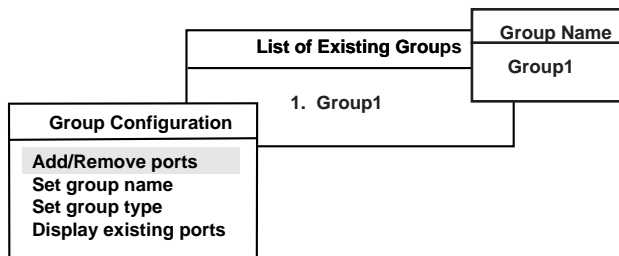 Group Name
List of Existing Groups
Group1
1. Group1
Group Configuration
Add/Remove ports
Set group name
Set group type
Display existing ports